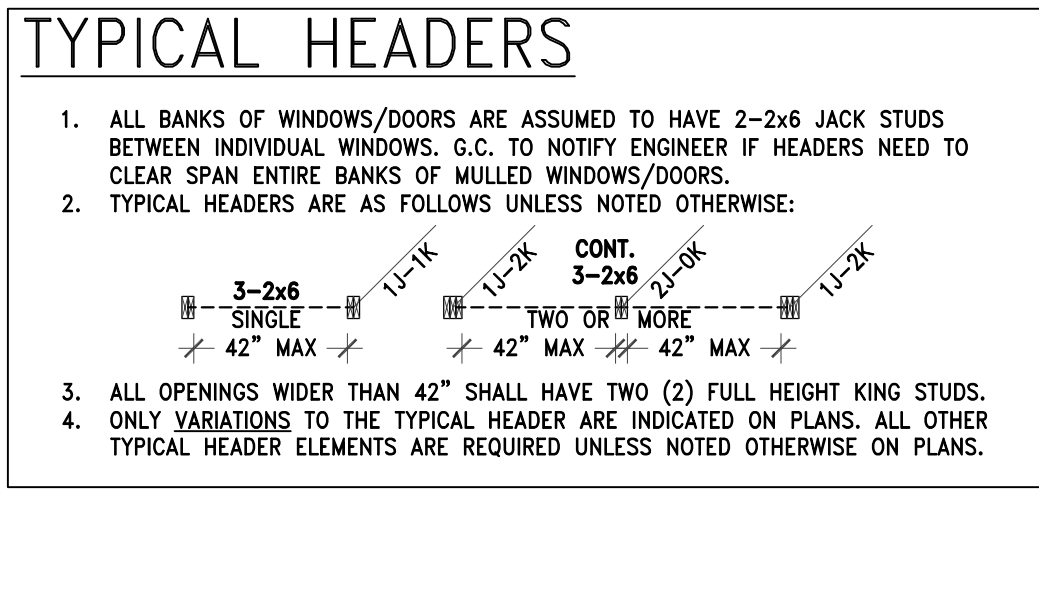 TYPICAL HEADERS
1. ALL BANKS OF WINDOWS/DOORS ARE ASSUMED TO HAVE 2-2x6 JACK STUDS
BETWEEN INDIVIDUAL WINDOWS. G.C. TO NOTIFY ENGINEER IF HEADERS NEED TO
CLEAR SPAN ENTIRE BANKS OF MULLED WINDOWS/DOORS.
2. TYPICAL HEADERS ARE AS FOLLOWS UNLESS NOTED OTHERWISE:
3-2x6
SINGLE
42" MAX
1J-1K
1J-2K
CONT.
3-2x6
2J-0K
1J-2K
TWO OR MORE
42" MAX
42" MAX
3. ALL OPENINGS WIDER THAN 42" SHALL HAVE TWO (2) FULL HEIGHT KING STUDS.
4. ONLY VARIATIONS TO THE TYPICAL HEADER ARE INDICATED ON PLANS. ALL OTHER
TYPICAL HEADER ELEMENTS ARE REQUIRED UNLESS NOTED OTHERWISE ON PLANS.